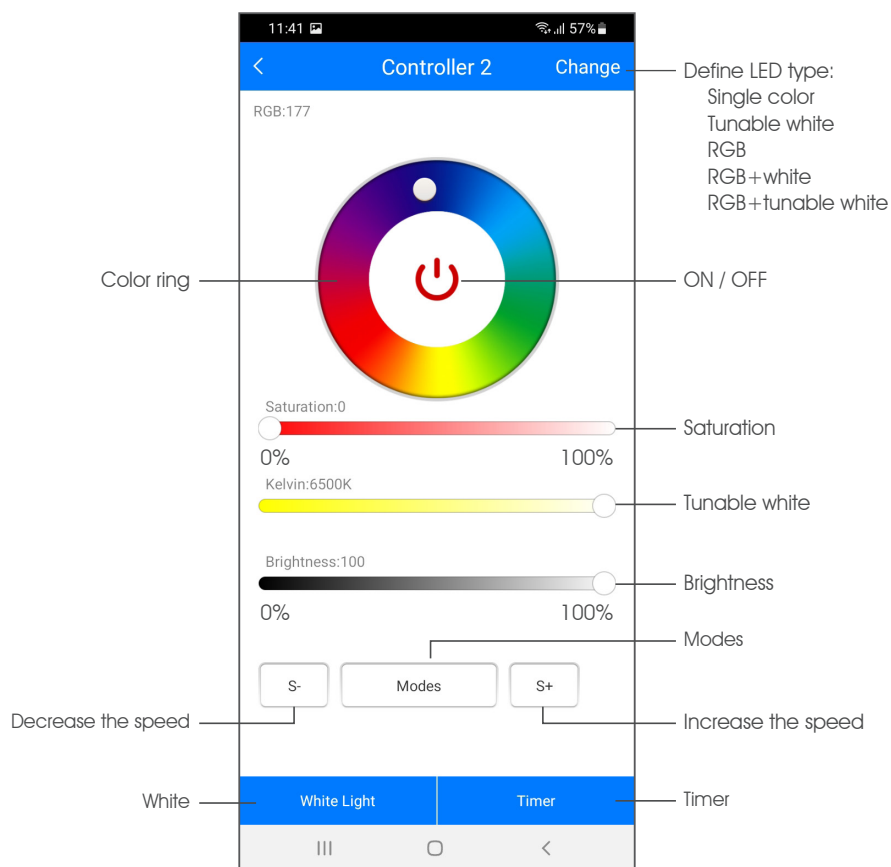 11:41 57%
Controller 2 Change
Define LED type:
Single color
Tunable white
RGB
RGB+white
RGB+tunable white
RGB:177
Color ring
ON / OFF
Saturation:0
Saturation
0% 100%
Kelvin:6500K
Tunable white
Brightness:100
Brightness
0% 100%
Modes
S- Modes S+
Decrease the speed
Increase the speed
White
White Light Timer
Timer